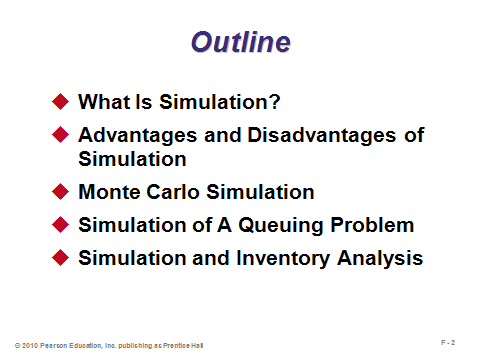 Outline
What Is Simulation?
Advantages and Disadvantages of
Simulation
Monte Carlo Simulation
Simulation of A Queuing Problem
Simulation and Inventory Analysis
© 2010 Pearson Education, Inc. publishing as Prentice Hall
F - 2